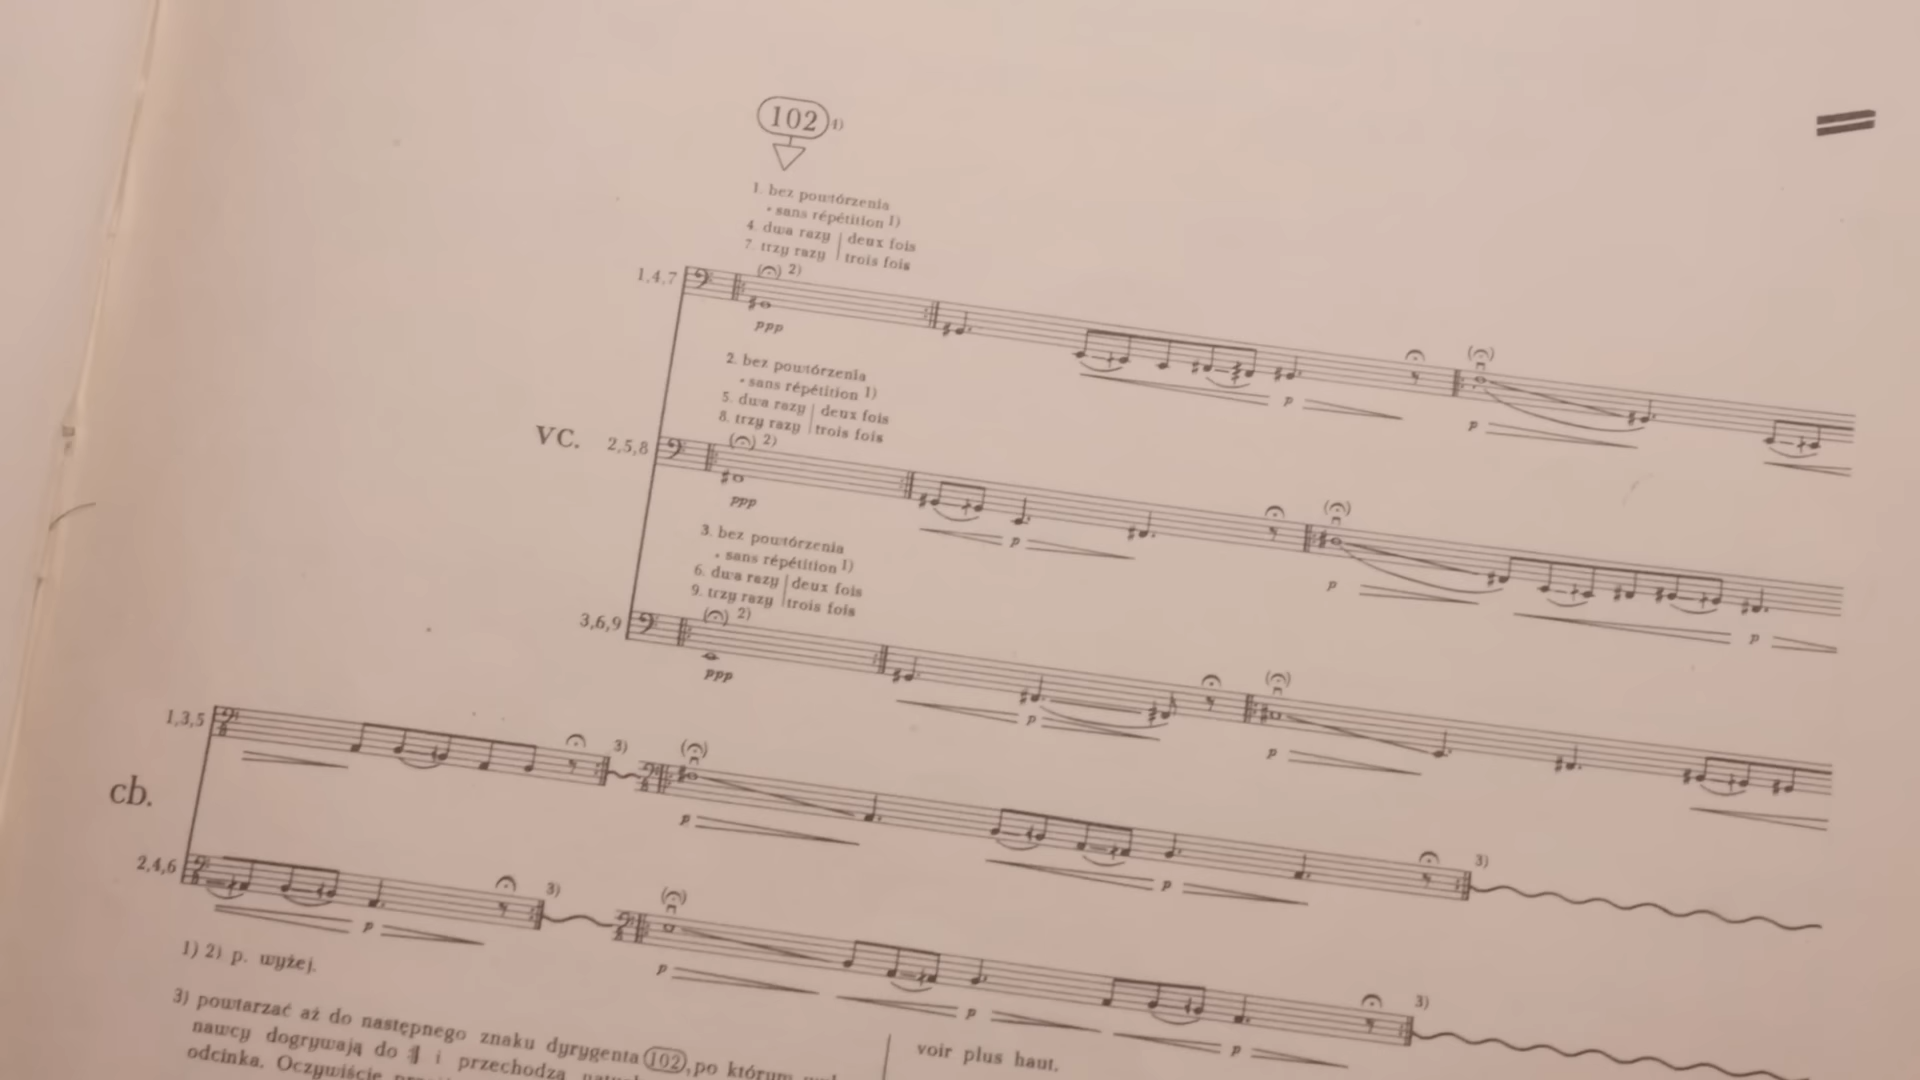 102 4)
1. bez powtórzenia
• sans répétition 1)
4. dwa razy | deux fois
7. trzy razy | trois fois
2)
1,4,7
ppp
p
p
2. bez powtórzenia
• sans répétition 1)
5. dwa razy | deux fois
8. trzy razy | trois fois
2)
vc. 2,5,8
ppp
p
p
p
3. bez powtórzenia
• sans répétition 1)
6. dwa razy | deux fois
9. trzy razy | trois fois
2)
3,6,9
ppp
p
p
1,3,5
3)
p
p
3)
cb.
2,4,6
p
3)
p
p
p
3)
1) 2) p. wyżej.
3) powtarzać aż do następnego znaku dyrygenta 102, po którym
nawcy dogrywają do i przechodzą
odcinka. Oczywiście
voir plus haut.